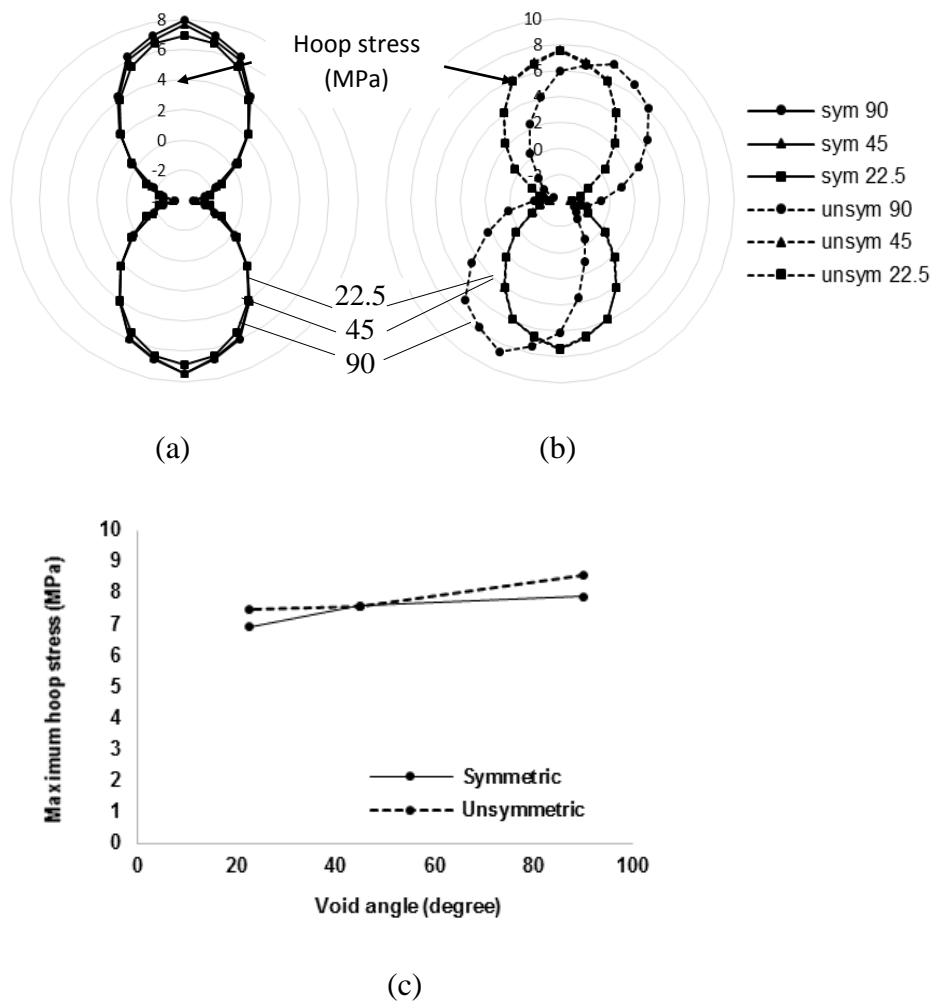 8
6
4
2
0
-2
Hoop stress
(MPa)
10
8
6
4
2
0
-2
sym 90
sym 45
sym 22.5
unsym 90
unsym 45
unsym 22.5
22.5
45
90
(a)
(b)
10
9
8
7
6
5
4
3
2
1
0
Maximum hoop stress (MPa)
Symmetric
Unsymmetric
0
20
40
60
80
100
Void angle (degree)
(c)